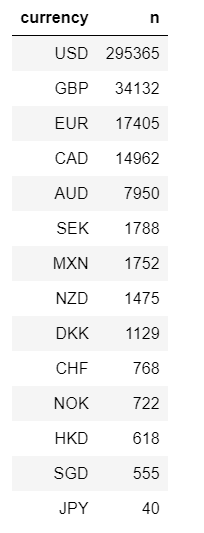 currency n
USD 295365
GBP 34132
EUR 17405
CAD 14962
AUD 7950
SEK 1788
MXN 1752
NZD 1475
DKK 1129
CHF 768
NOK 722
HKD 618
SGD 555
JPY 40